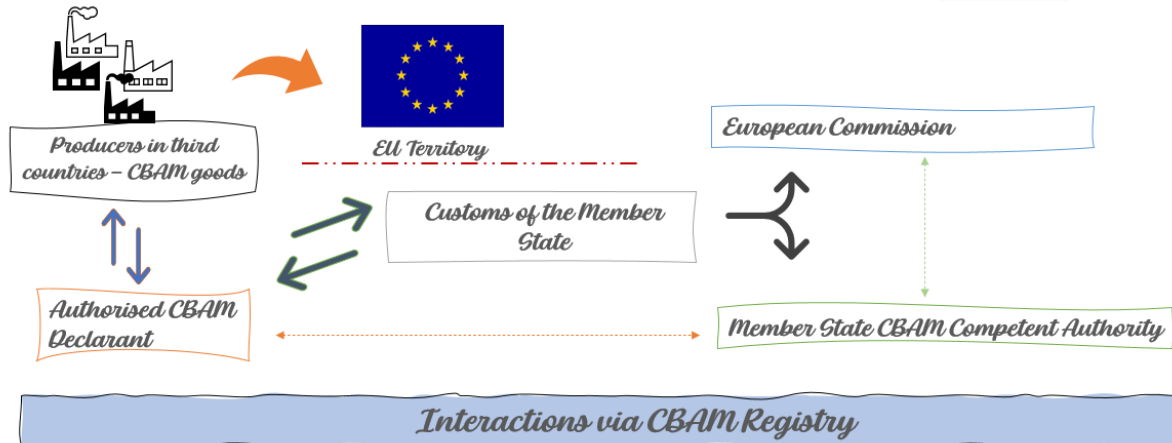 Producers in third
countries – CBAM goods
EU Territory
European Commission
Customs of the Member
State
Authorised CBAM
Declarant
Member State CBAM Competent Authority
Interactions via CBAM Registry